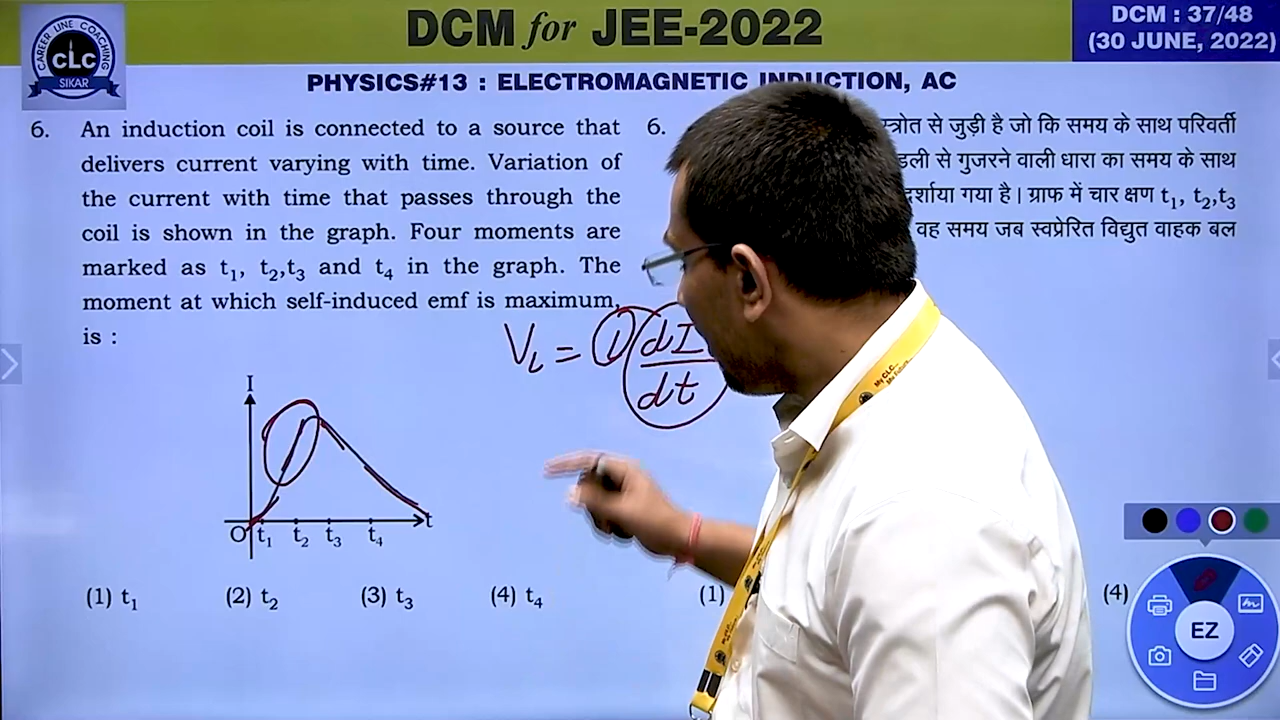 DCM for JEE-2022
DCM : 37/48
(30 JUNE, 2022)
CAREER LINE COACHING
CLC
SIKAR
PHYSICS#13 : ELECTROMAGNETIC INDUCTION, AC
6. An induction coil is connected to a source that
delivers current varying with time. Variation of
the current with time that passes through the
coil is shown in the graph. Four moments are
marked as t₁, t₂,t₃ and t₄ in the graph. The
moment at which self-induced emf is maximum,
is :
6.
स्त्रोत से जुड़ी है जो कि समय के साथ परिवर्ती
से गुजरने वाली धारा का समय के साथ
गया है। ग्राफ में चार क्षण t₁, t₂,t₃
वह समय जब स्वप्रेरित विद्युत वाहक बल
dI
dt
I
O t₁ t₂ t₃ t₄ t
(1) t₁ (2) t₂ (3) t₃ (4) t₄
(1) (4)
EZ